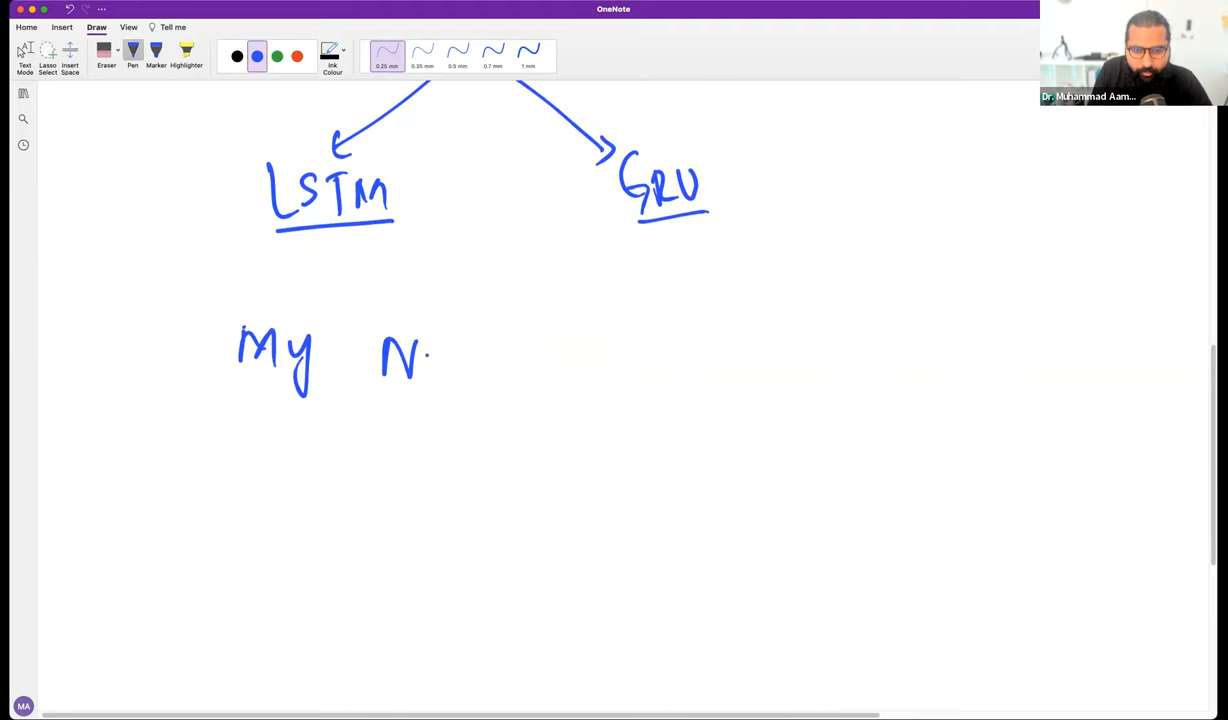 OneNote
Home Insert Draw View Tell me
Text Mode Lasso Select Insert Space Eraser Pen Marker Highlighter Ink Colour 0.25 mm 0.35 mm 0.5 mm 0.7 mm 1 mm
Dr. Muhammad Aam...
LSTM GRU
My N
MA